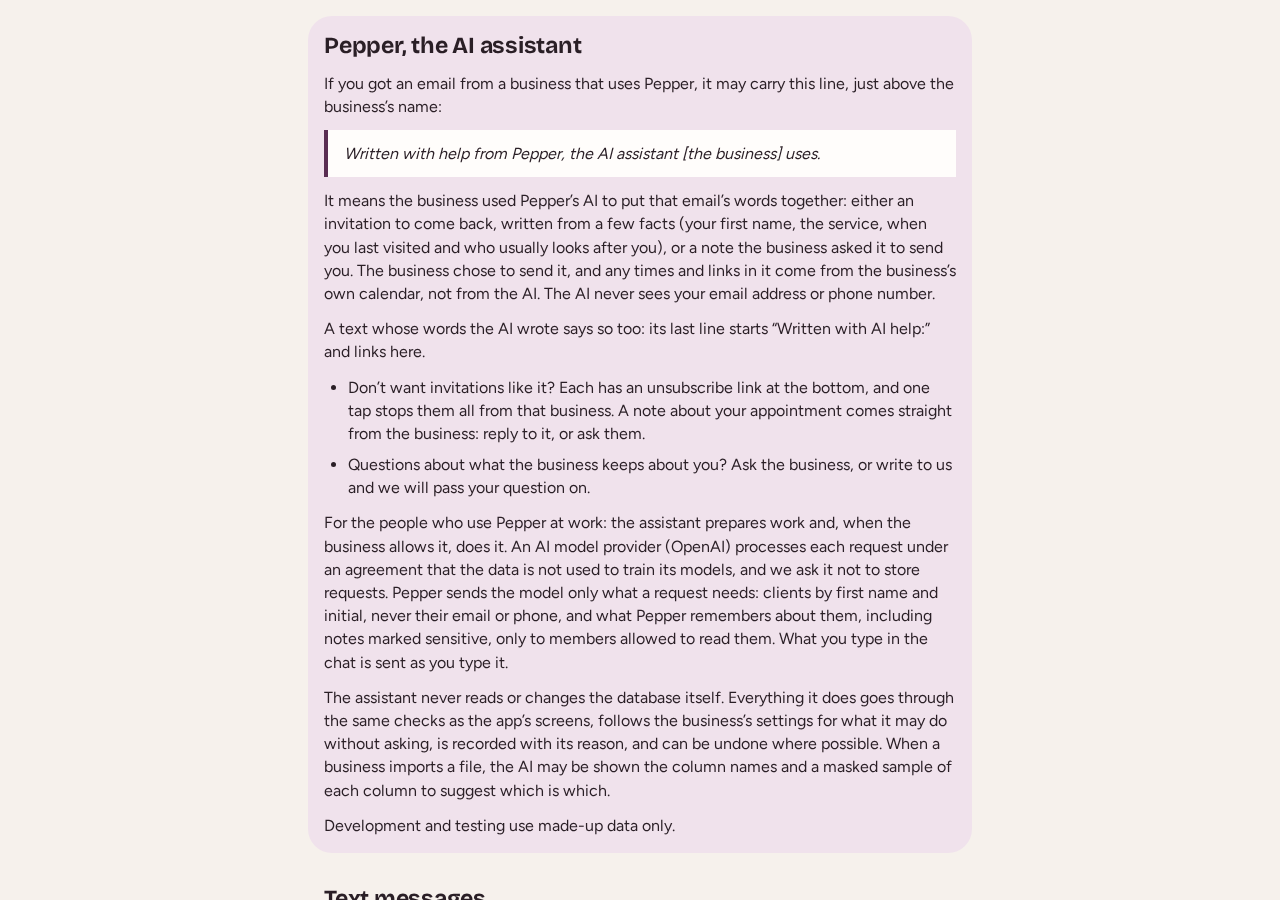 Pepper, the AI assistant
If you got an email from a business that uses Pepper, it may carry this line, just above the
business’s name:
Written with help from Pepper, the AI assistant [the business] uses.
It means the business used Pepper’s AI to put that email’s words together: either an
invitation to come back, written from a few facts (your first name, the service, when
you last visited and who usually looks after you), or a note the business asked it to send
you. The business chose to send it, and any times and links in it come from the business’s
own calendar, not from the AI. The AI never sees your email address or phone number.
A text whose words the AI wrote says so too: its last line starts “Written with AI help:”
and links here.
• Don’t want invitations like it? Each has an unsubscribe link at the bottom, and one
tap stops them all from that business. A note about your appointment comes straight
from the business: reply to it, or ask them.
• Questions about what the business keeps about you? Ask the business, or write to us
and we will pass your question on.
For the people who use Pepper at work: the assistant prepares work and, when the
business allows it, does it. An AI model provider (OpenAI) processes each request under
an agreement that the data is not used to train its models, and we ask it not to store
requests. Pepper sends the model only what a request needs: clients by first name and
initial, never their email or phone, and what Pepper remembers about them, including
notes marked sensitive, only to members allowed to read them. What you type in the
chat is sent as you type it.
The assistant never reads or changes the database itself. Everything it does goes through
the same checks as the app’s screens, follows the business’s settings for what it may do
without asking, is recorded with its reason, and can be undone where possible. When a
business imports a file, the AI may be shown the column names and a masked sample of
each column to suggest which is which.
Development and testing use made-up data only.
Text messages